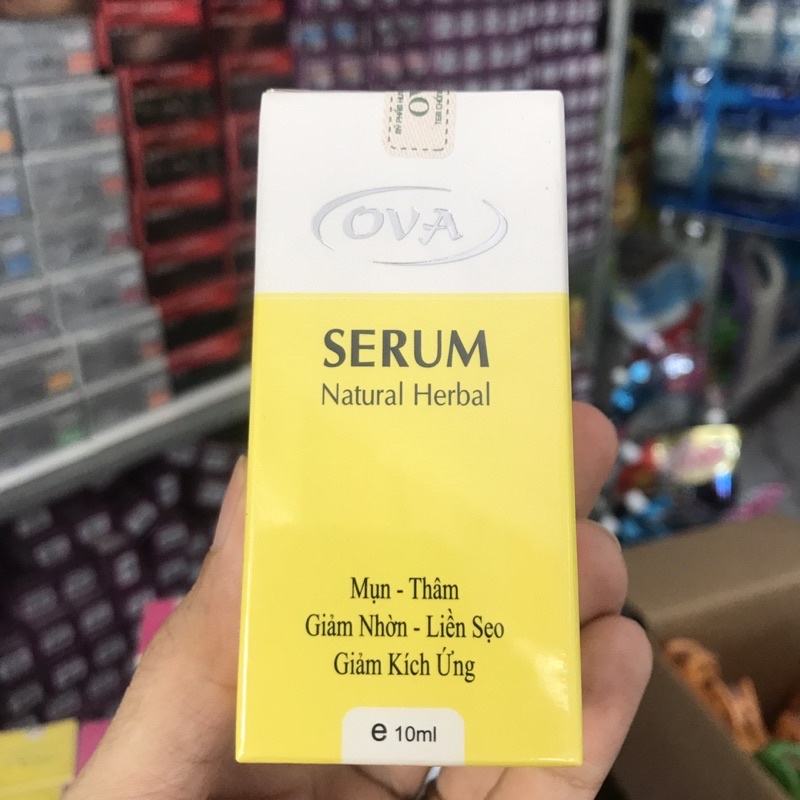 OVA
SERUM
Natural Herbal
Mụn - Thâm
Giảm Nhờn - Liền Sẹo
Giảm Kích Ứng
e 10ml